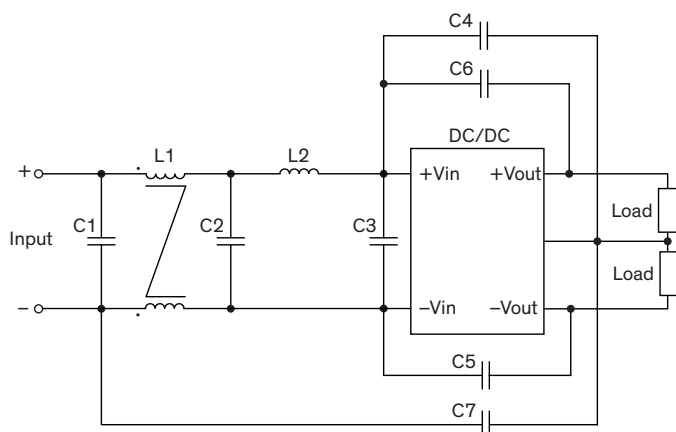 C4
C6
DC/DC
L1
L2
+
+Vin
+Vout
Load
Input
C1
C2
C3
Load
–
–Vin
–Vout
C5
C7